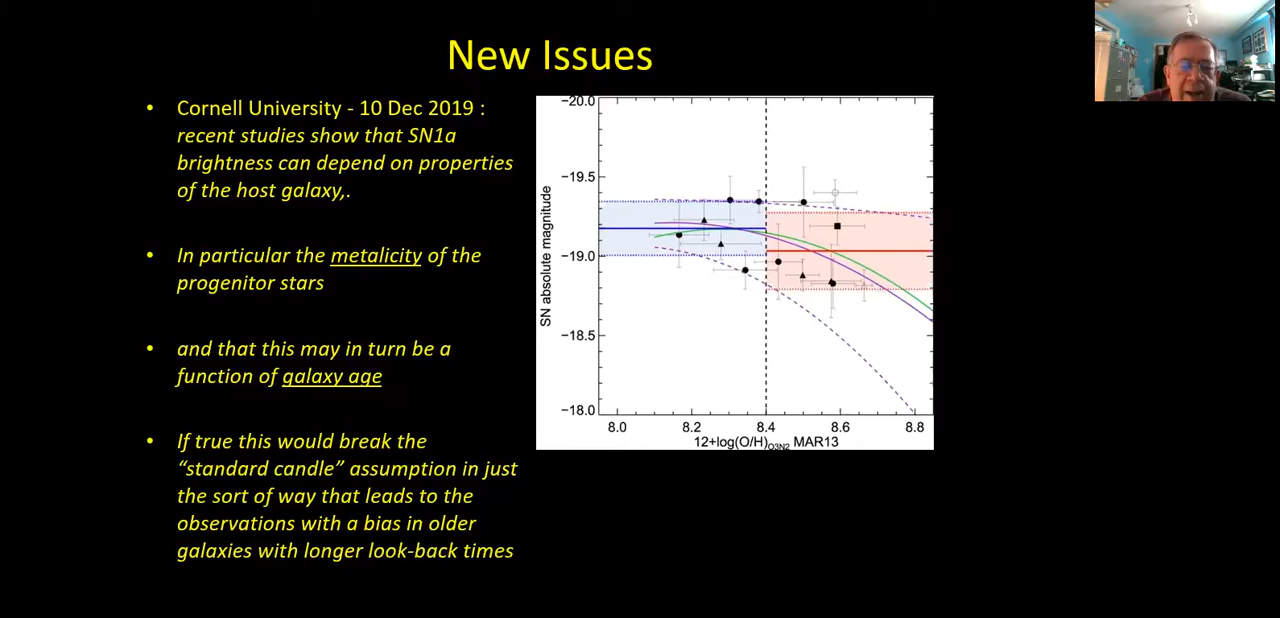 New Issues
• Cornell University - 10 Dec 2019 :
recent studies show that SN1a
brightness can depend on properties
of the host galaxy,.
• In particular the metalicity of the
progenitor stars
• and that this may in turn be a
function of galaxy age
• If true this would break the
“standard candle” assumption in just
the sort of way that leads to the
observations with a bias in older
galaxies with longer look-back times
−20.0
−19.5
−19.0
−18.5
−18.0
SN absolute magnitude
8.0 8.2 8.4 8.6 8.8
12+log(O/H)O3N2 MAR13